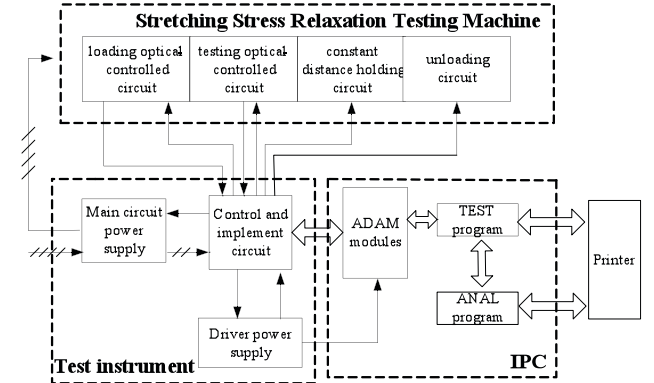 Stretching Stress Relaxation Testing Machine
loading optical-
controlled
circuit
testing optical-
controlled
circuit
constant
distance holding
circuit
unloading
circuit
Main circuit
power
supply
Control and
implement
circuit
Driver power
supply
Test instrument
ADAM
modules
TEST
program
ANAL
program
IPC
Printer